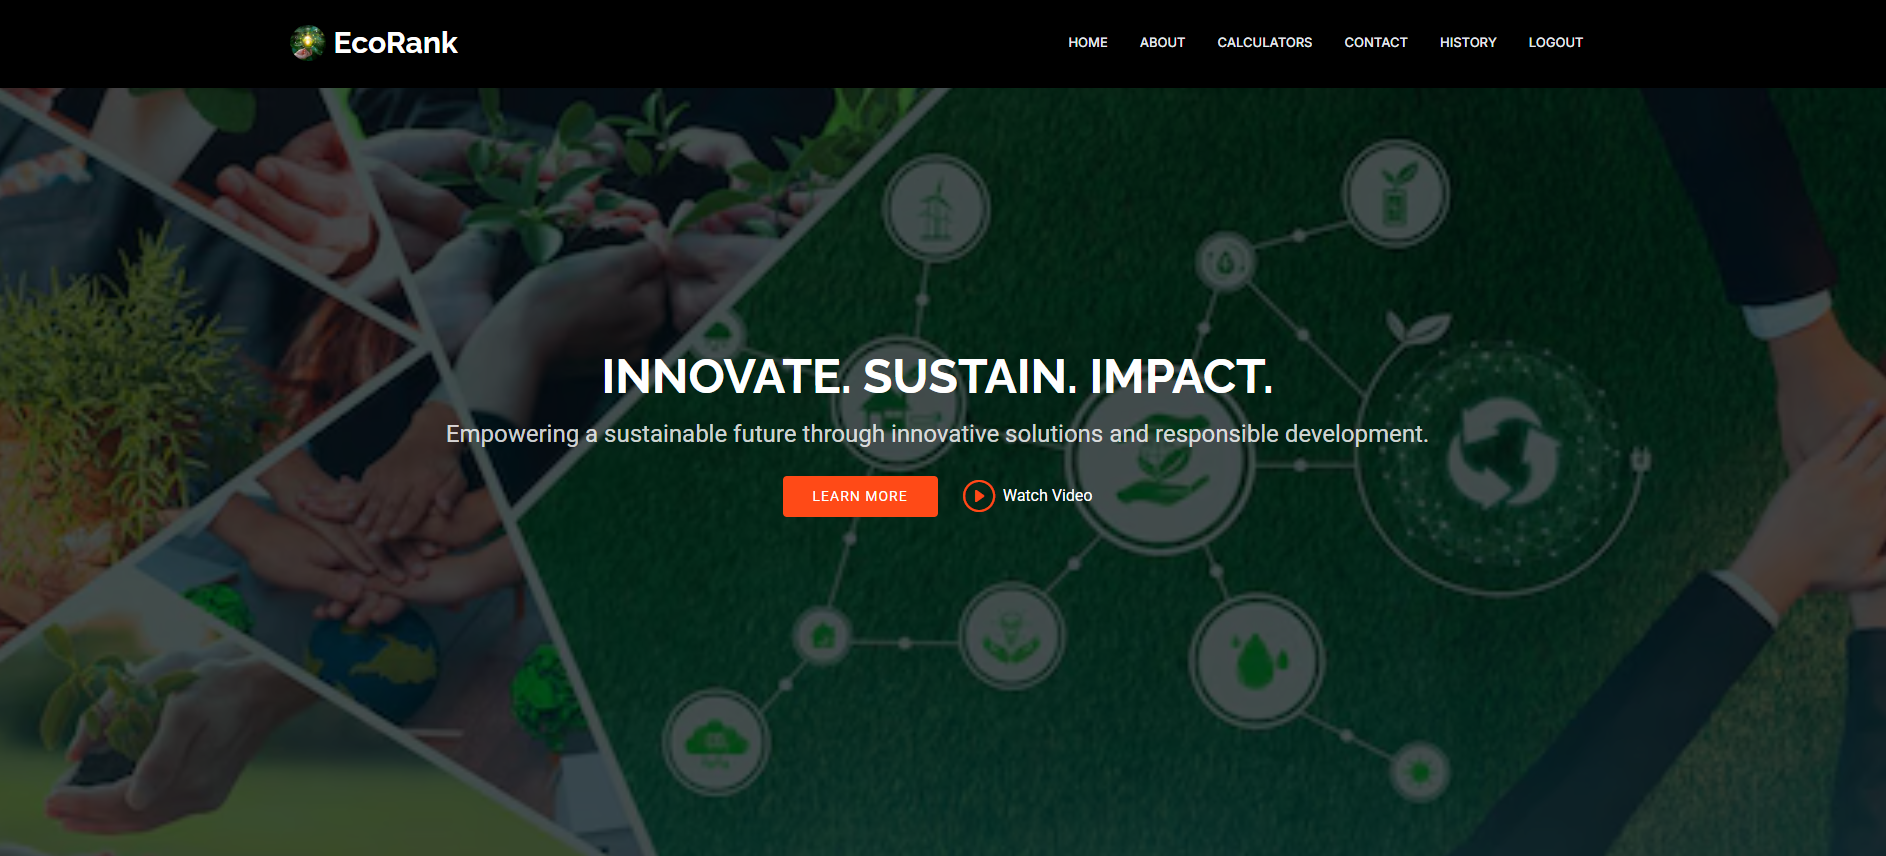 EcoRank
HOME ABOUT CALCULATORS CONTACT HISTORY LOGOUT
INNOVATE. SUSTAIN. IMPACT.
Empowering a sustainable future through innovative solutions and responsible development.
LEARN MORE
Watch Video